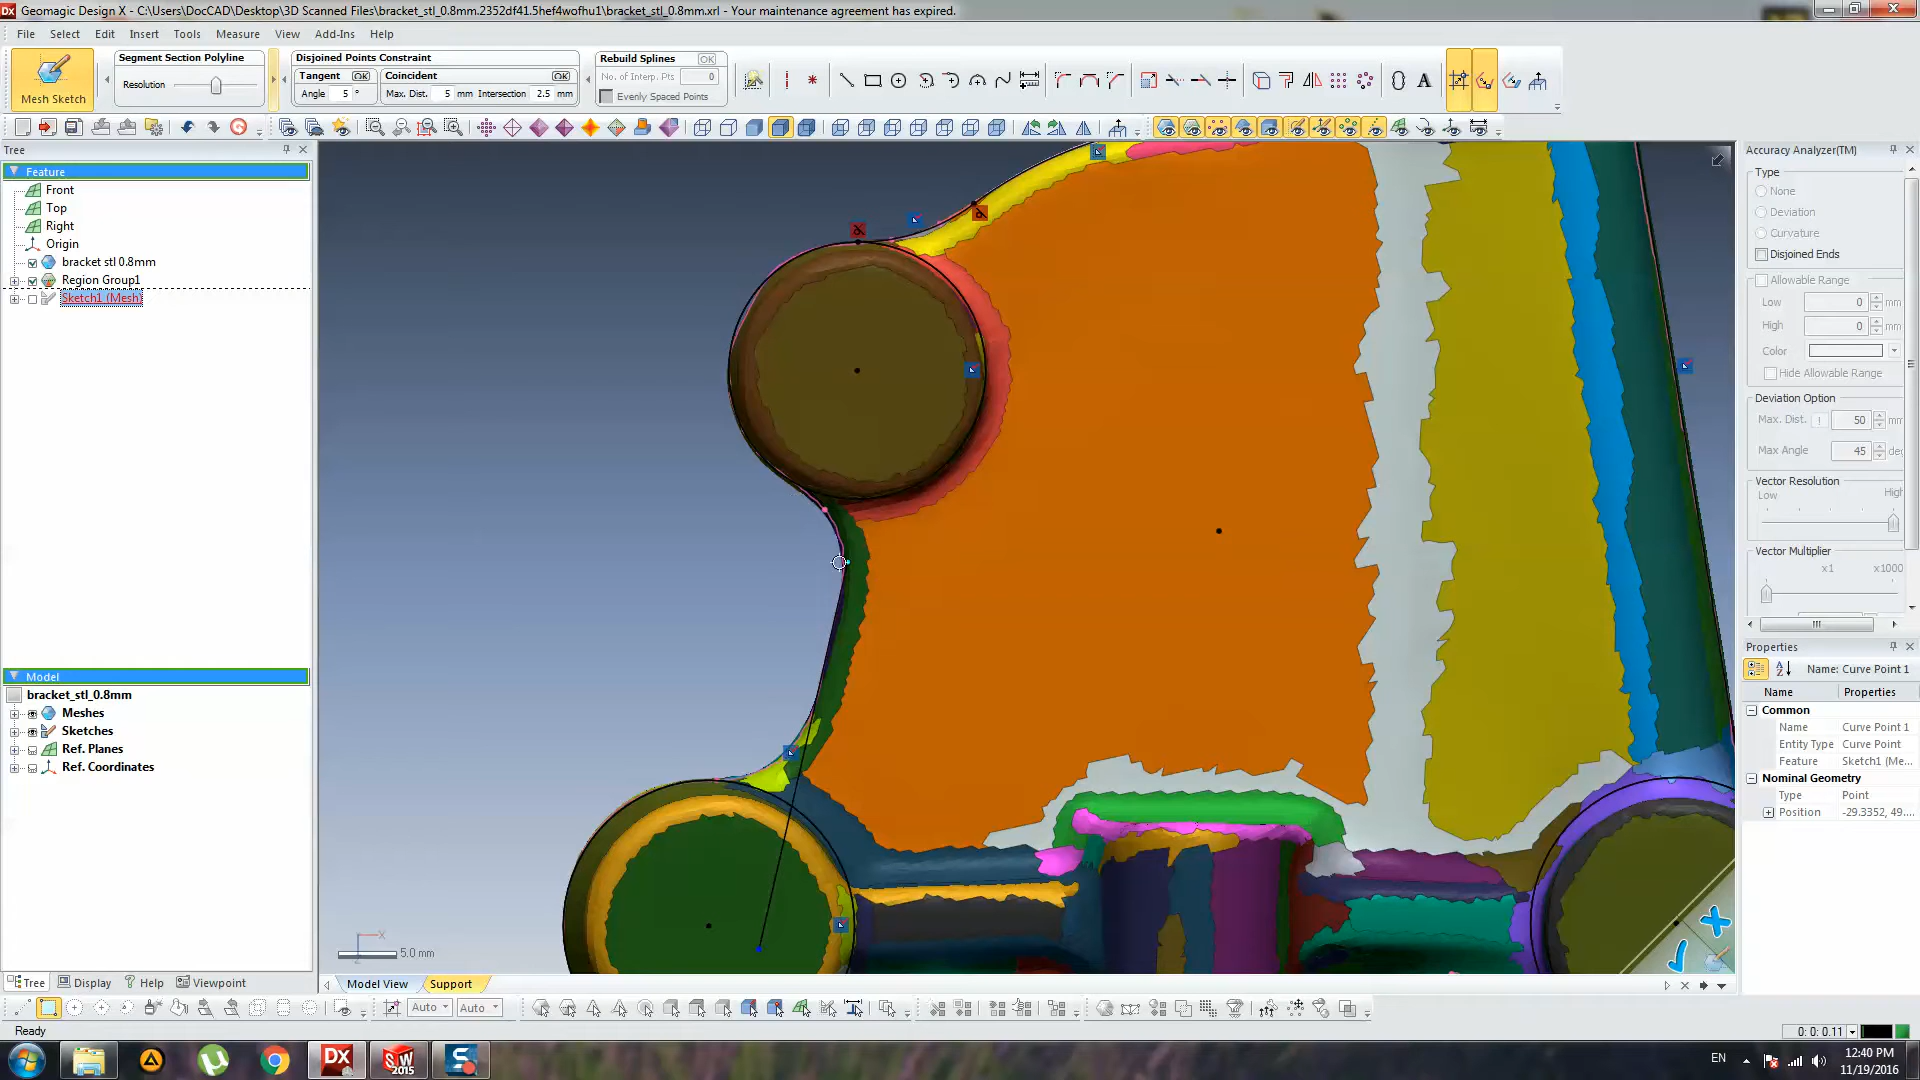 Geomagic Design X - C:\Users\DocCAD\Desktop\3D Scanned Files\bracket_stl_0.8mm.2352df41.5hef4wofhu1\bracket_stl_0.8mm.xrl - Your maintenance agreement has expired.
File Select Edit Insert Tools Measure View Add-Ins Help
Mesh Sketch
Segment Section Polyline
Resolution
Disjoined Points Constraint
Tangent OK Coincident OK
Angle 5 ° Max. Dist. 5 mm Intersection 2.5 mm
Rebuild Splines OK
No. of Interp. Pts 0
Evenly Spaced Points
Tree
Feature
Front
Top
Right
Origin
bracket stl 0.8mm
Region Group1
Sketch1 (Mesh)
Model
bracket_stl_0.8mm
Meshes
Sketches
Ref. Planes
Ref. Coordinates
Tree Display Help Viewpoint
X
5.0 mm
Model View Support
Accuracy Analyzer(TM)
Type
None
Deviation
Curvature
Disjoined Ends
Allowable Range
Low 0 mm
High 0 mm
Color
Hide Allowable Range
Deviation Option
Max. Dist. 50 mm
Max Angle 45 de
Vector Resolution
Low High
Vector Multiplier
x1 x1000
Properties
Name: Curve Point 1
Name Properties
Common
Name Curve Point 1
Entity Type Curve Point
Feature Sketch1 (Me...
Nominal Geometry
Type Point
Position -29.3352, 49....
Auto Auto
Ready
0: 0: 0.11
DX SW 2015 S
EN
12:40 PM
11/19/2016